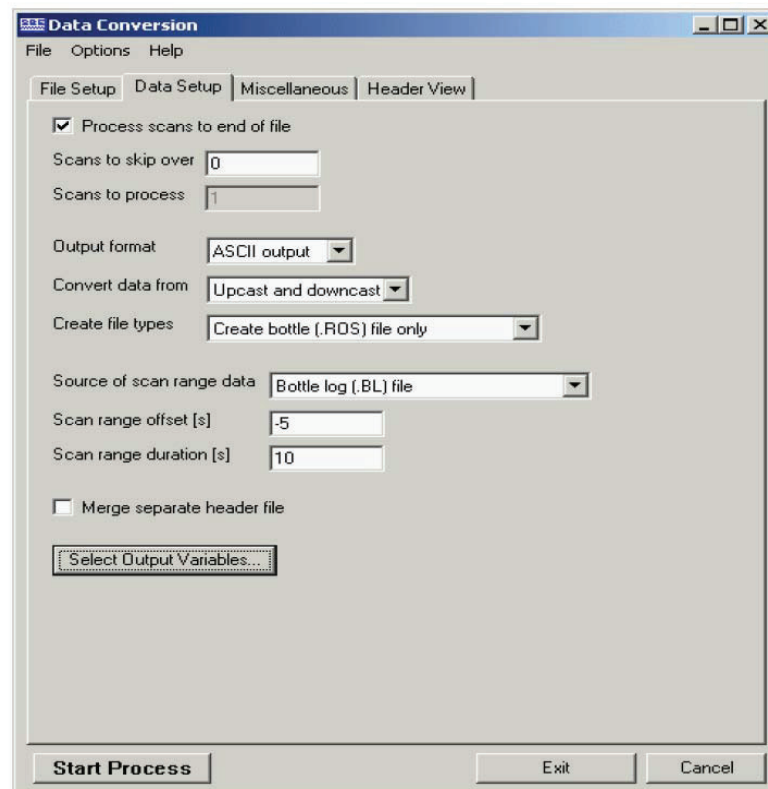 Data Conversion
File Options Help
File Setup Data Setup Miscellaneous Header View
Process scans to end of file
Scans to skip over 0
Scans to process 1
Output format ASCII output
Convert data from Upcast and downcast
Create file types Create bottle (.ROS) file only
Source of scan range data Bottle log (.BL) file
Scan range offset [s] -5
Scan range duration [s] 10
Merge separate header file
Select Output Variables...
Start Process Exit Cancel